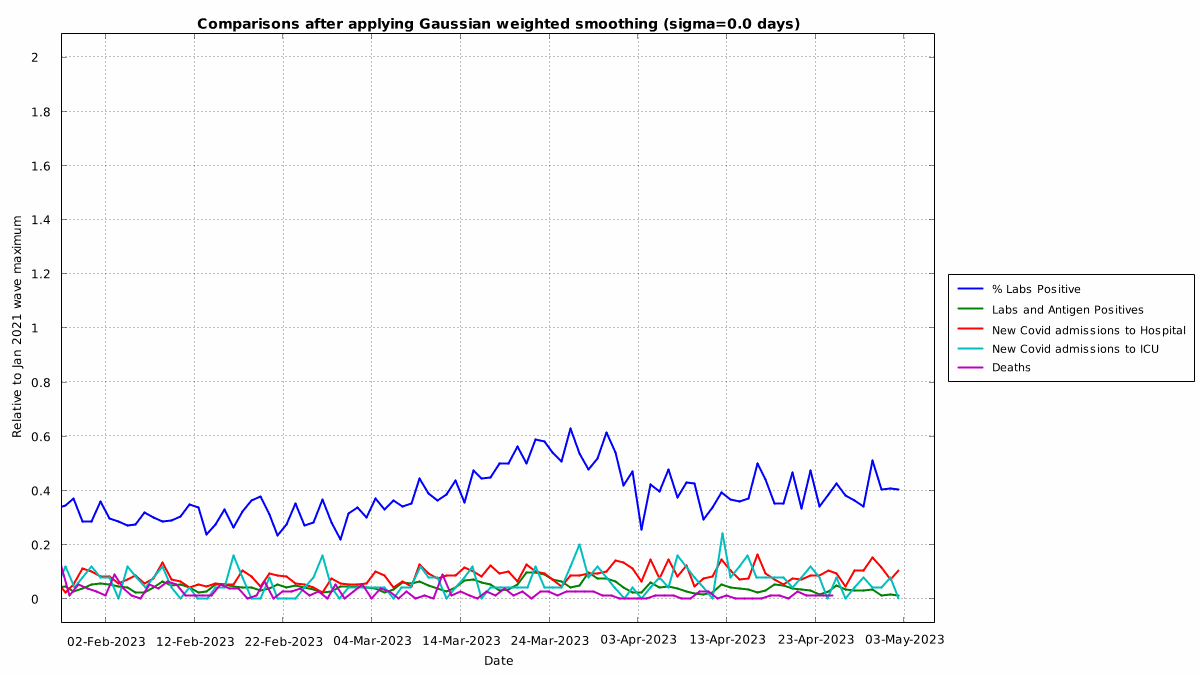 Comparisons after applying Gaussian weighted smoothing (sigma=0.0 days)
2
1.8
1.6
1.4
1.2
1
0.8
0.6
0.4
0.2
0
Relative to Jan 2021 wave maximum
02-Feb-2023 12-Feb-2023 22-Feb-2023 04-Mar-2023 14-Mar-2023 24-Mar-2023 03-Apr-2023 13-Apr-2023 23-Apr-2023 03-May-2023
Date
% Labs Positive
Labs and Antigen Positives
New Covid admissions to Hospital
New Covid admissions to ICU
Deaths